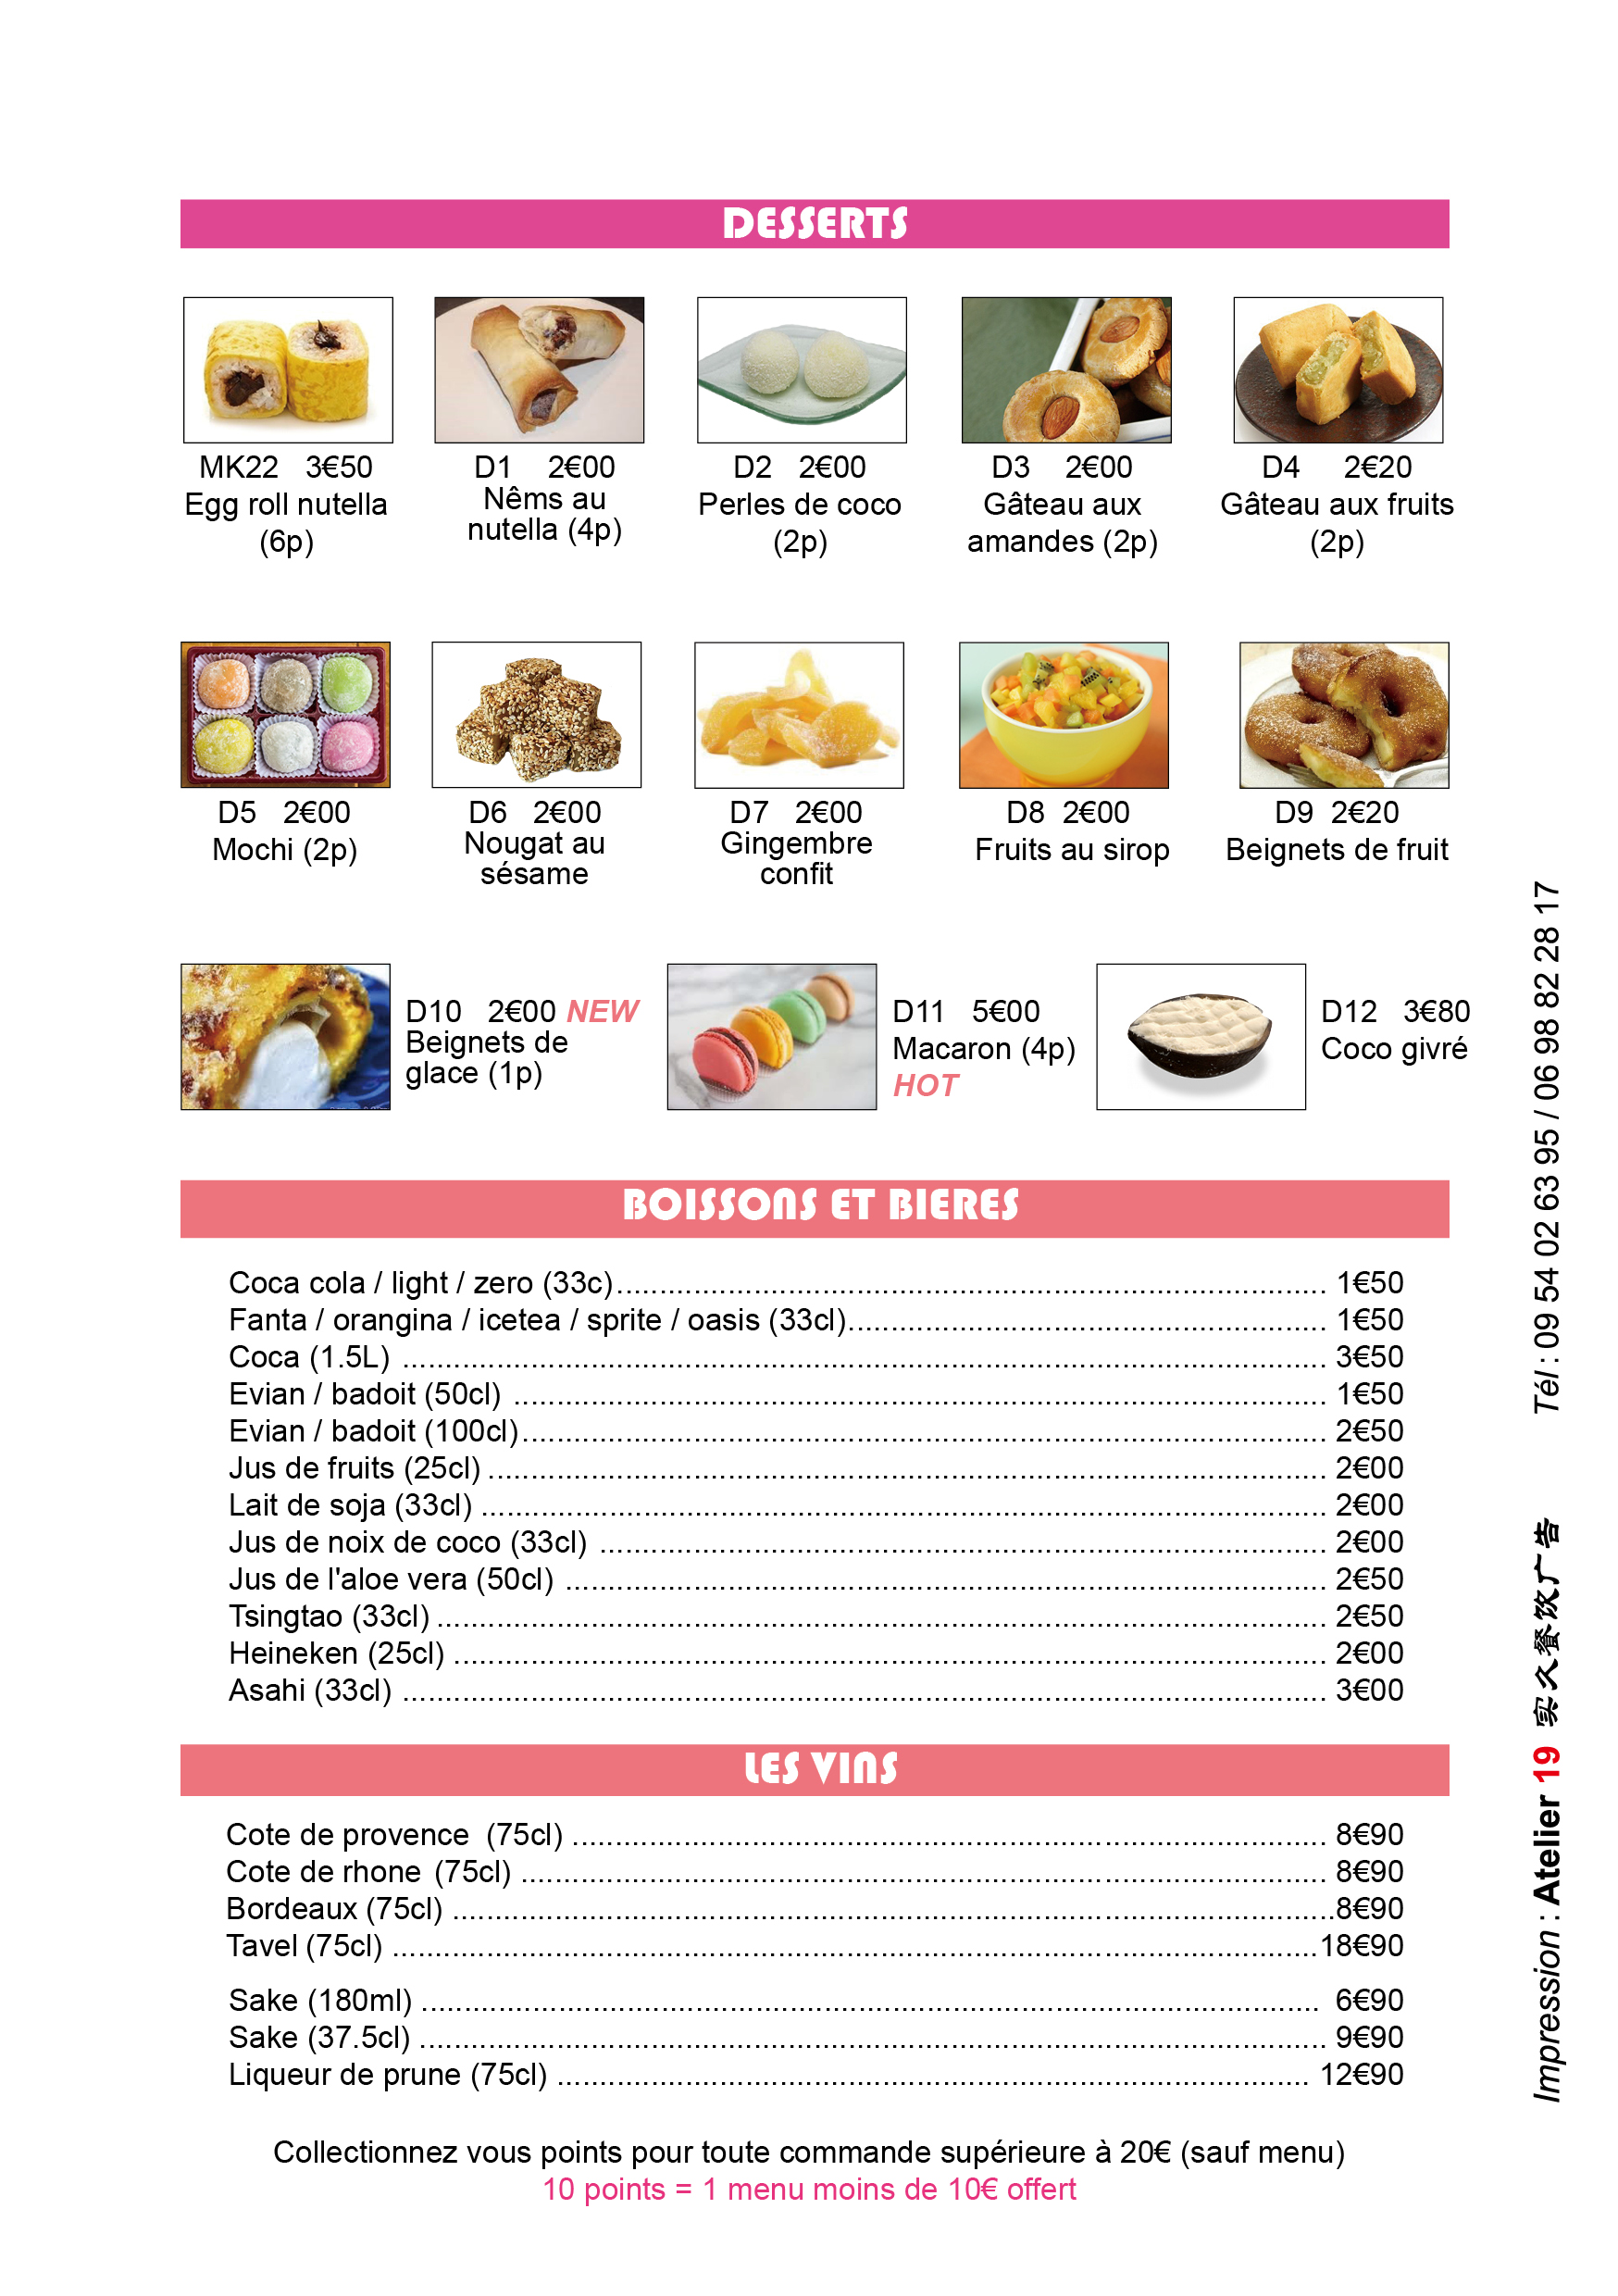 DESSERTS
MK22 3€50
Egg roll nutella
(6p)
D1 2€00
Nêms au
nutella (4p)
D2 2€00
Perles de coco
(2p)
D3 2€00
Gâteau aux
amandes (2p)
D4 2€20
Gâteau aux fruits
(2p)
D5 2€00
Mochi (2p)
D6 2€00
Nougat au
sésame
D7 2€00
Gingembre
confit
D8 2€00
Fruits au sirop
D9 2€20
Beignets de fruit
D10 2€00 NEW
Beignets de
glace (1p)
D11 5€00
Macaron (4p)
HOT
D12 3€80
Coco givré
BOISSONS ET BIERES
Coca cola / light / zero (33c)........ 1€50
Fanta / orangina / icetea / sprite / oasis (33cl)........ 1€50
Coca (1.5L) ........ 3€50
Evian / badoit (50cl) ........ 1€50
Evian / badoit (100cl)........ 2€50
Jus de fruits (25cl) ........ 2€00
Lait de soja (33cl) ........ 2€00
Jus de noix de coco (33cl) ........ 2€00
Jus de l'aloe vera (50cl) ........ 2€50
Tsingtao (33cl) ........ 2€50
Heineken (25cl) ........ 2€00
Asahi (33cl) ........ 3€00
LES VINS
Cote de provence (75cl) ........ 8€90
Cote de rhone (75cl) ........ 8€90
Bordeaux (75cl) ........8€90
Tavel (75cl) ........18€90
Sake (180ml) ........ 6€90
Sake (37.5cl) ........ 9€90
Liqueur de prune (75cl) ........ 12€90
Collectionnez vous points pour toute commande supérieure à 20€ (sauf menu)
10 points = 1 menu moins de 10€ offert
Impression : Atelier 19 实久餐饮广告 Tél : 09 54 02 63 95 / 06 98 82 28 17